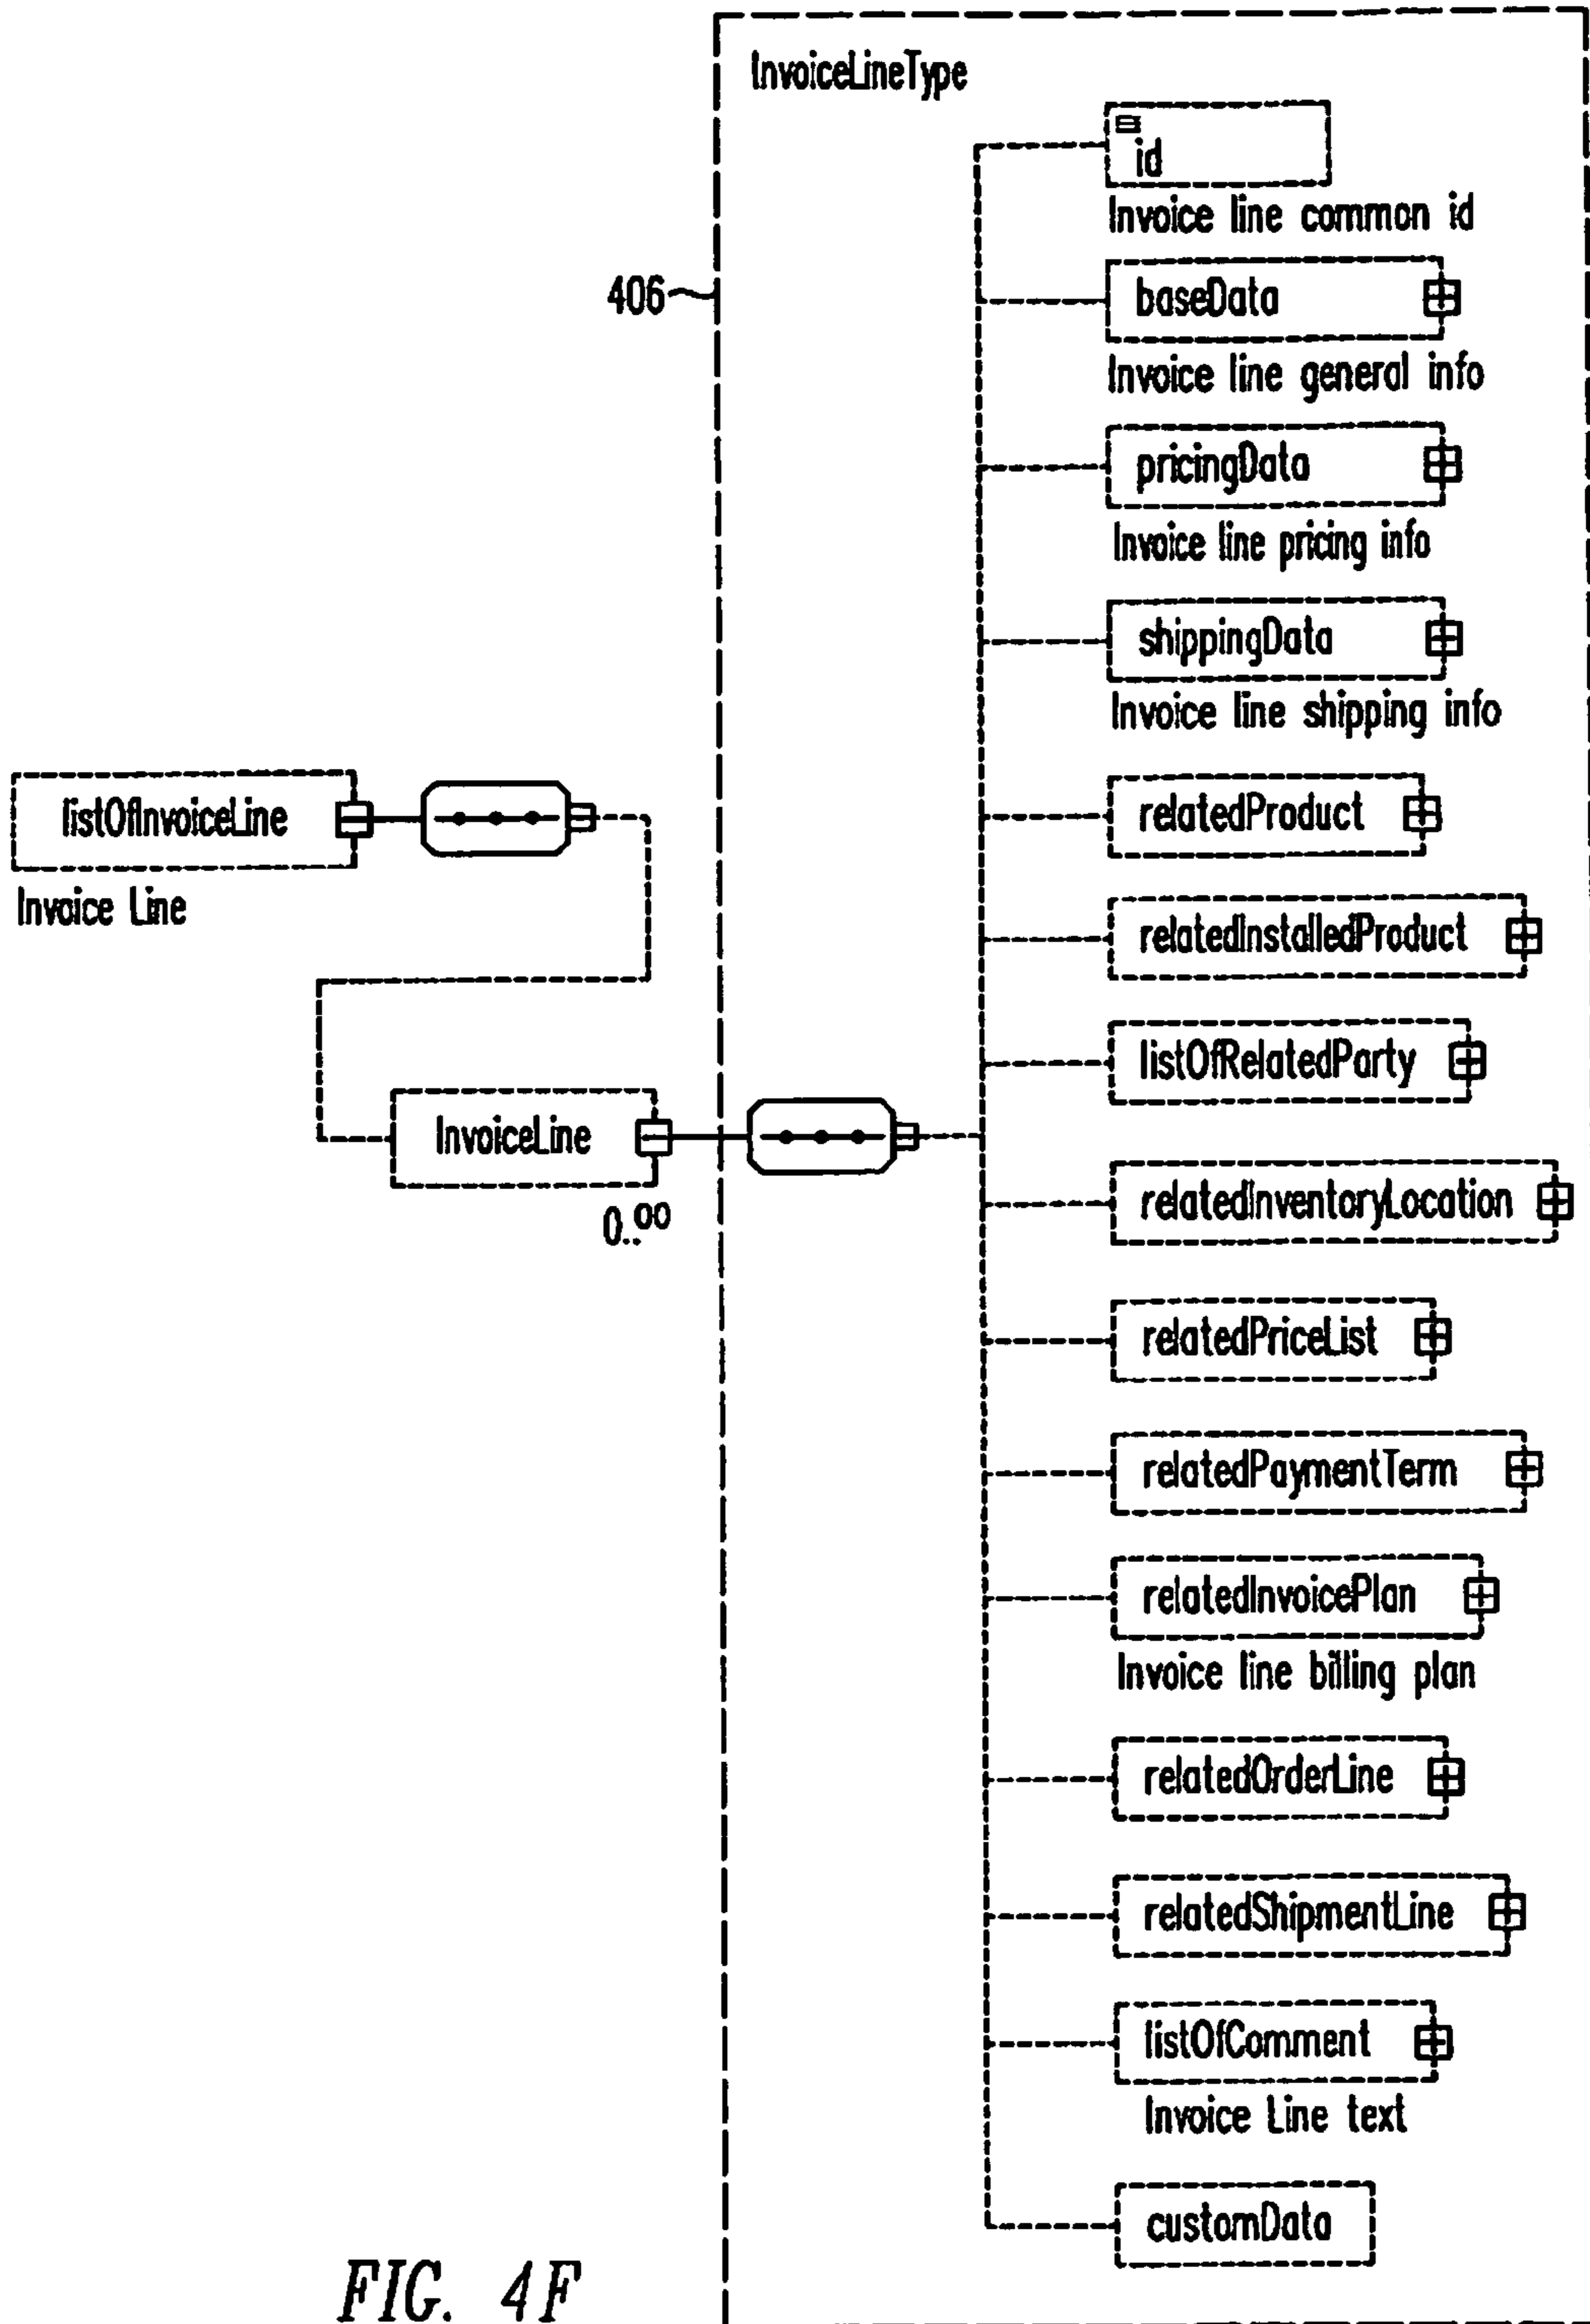 InvoiceLineType
id
Invoice line common id
406
baseData
Invoice line general info
pricingData
Invoice line pricing info
shippingData
Invoice line shipping info
listOfInvoiceLine
Invoice Line
relatedProduct
relatedInstalledProduct
listOfRelatedParty
InvoiceLine
0..∞
relatedInventoryLocation
relatedPriceList
relatedPaymentTerm
relatedInvoicePlan
Invoice line billing plan
relatedOrderLine
relatedShipmentLine
listOfComment
Invoice Line text
customData
FIG. 4F